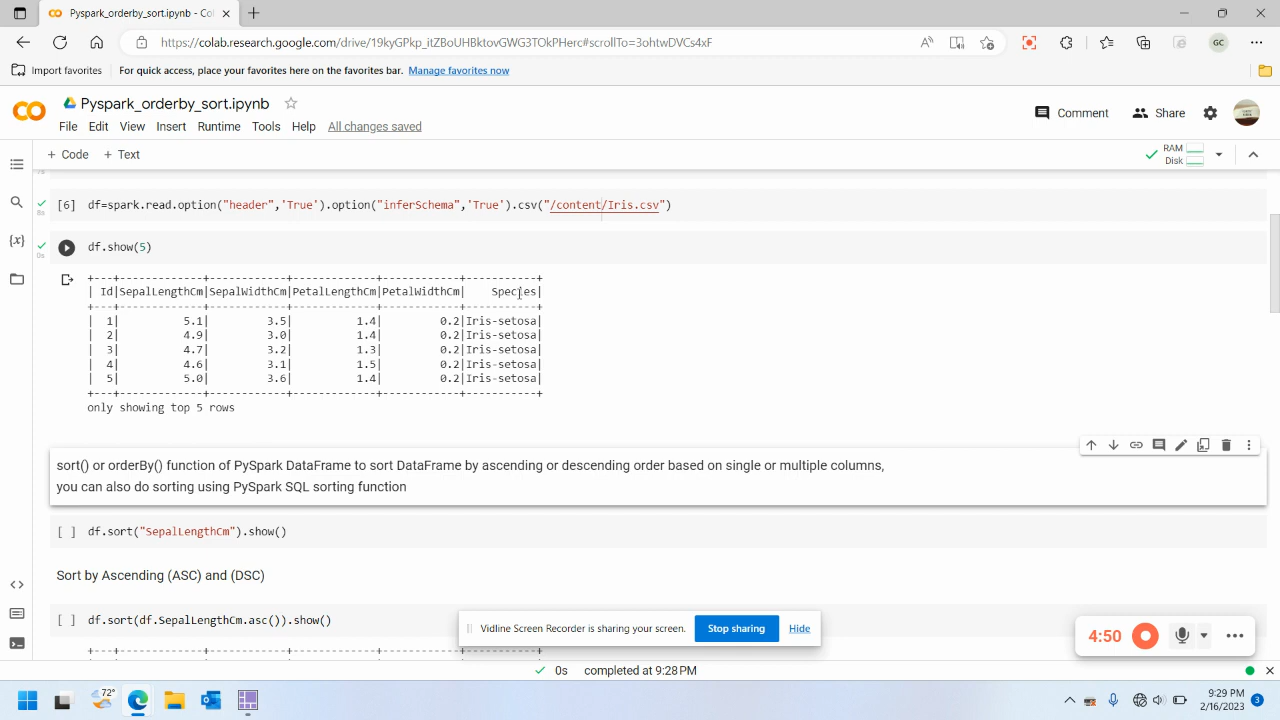 Pyspark_orderby_sort.ipynb - Col
https://colab.research.google.com/drive/19kyGPkp_itZBoUHBktovGWG3TOkPHerc#scrollTo=3ohtwDVCs4xF
GC
Import favorites
For quick access, place your favorites here on the favorites bar. Manage favorites now
Pyspark_orderby_sort.ipynb
Comment
Share
File Edit View Insert Runtime Tools Help All changes saved
+ Code + Text
RAM
Disk
[6] df=spark.read.option("header",'True').option("inferSchema",'True').csv("/content/Iris.csv")
8s
df.show(5)
0s
+---+-------------+------------+-------------+------------+-----------+
| Id|SepalLengthCm|SepalWidthCm|PetalLengthCm|PetalWidthCm|    Species|
+---+-------------+------------+-------------+------------+-----------+
|  1|          5.1|         3.5|          1.4|         0.2|Iris-setosa|
|  2|          4.9|         3.0|          1.4|         0.2|Iris-setosa|
|  3|          4.7|         3.2|          1.3|         0.2|Iris-setosa|
|  4|          4.6|         3.1|          1.5|         0.2|Iris-setosa|
|  5|          5.0|         3.6|          1.4|         0.2|Iris-setosa|
+---+-------------+------------+-------------+------------+-----------+
only showing top 5 rows
sort() or orderBy() function of PySpark DataFrame to sort DataFrame by ascending or descending order based on single or multiple columns,
you can also do sorting using PySpark SQL sorting function
[ ] df.sort("SepalLengthCm").show()
Sort by Ascending (ASC) and (DSC)
[ ] df.sort(df.SepalLengthCm.asc()).show()
Vidline Screen Recorder is sharing your screen. Stop sharing Hide
4:50
0s completed at 9:28 PM
72°
9:29 PM
2/16/2023
3